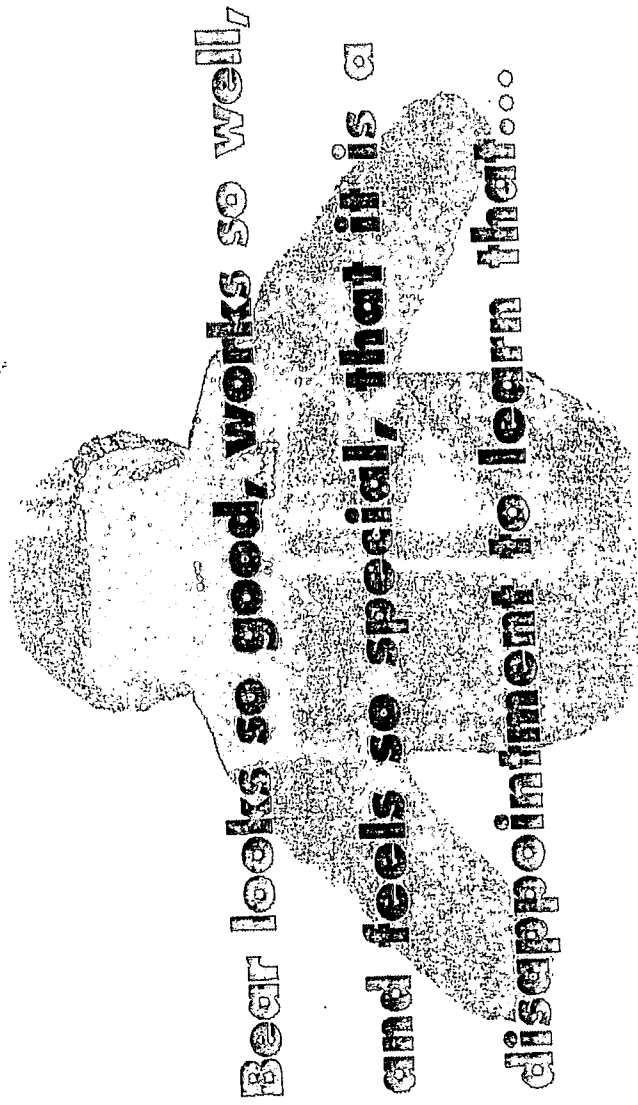 Bear looks so good, works so well,
and feels so special, that it is a
disappointment to learn that...